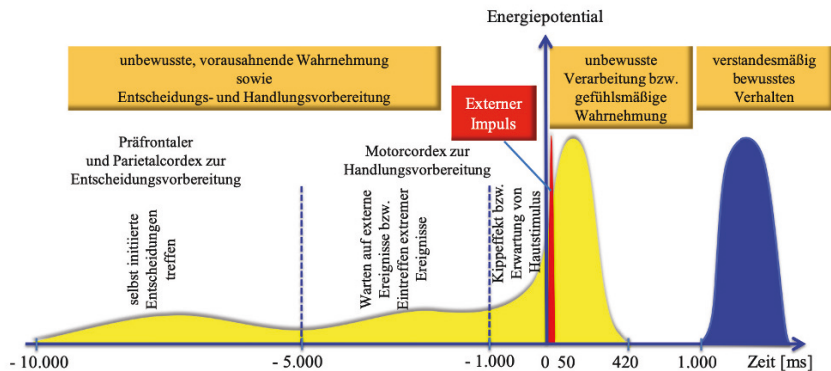 Energiepotential
unbewusste, vorausahnende Wahrnehmung
sowie
Entscheidungs- und Handlungsvorbereitung
unbewusste
Verarbeitung bzw.
gefühlsmäßige
Wahrnehmung
verstandesmäßig
bewusstes
Verhalten
Externer
Impuls
Präfrontaler
und Parietalcordex zur
Entscheidungsvorbereitung
Motorcordex zur
Handlungsvorbereitung
selbst initiierte
Entscheidungen
treffen
Warten auf externe
Ereignisse bzw.
Eintreffen extremer
Ereignisse
Kippeffekt bzw.
Erwartung von
Hautstimulus
- 10.000
- 5.000
- 1.000
0
50
420
1.000
Zeit [ms]